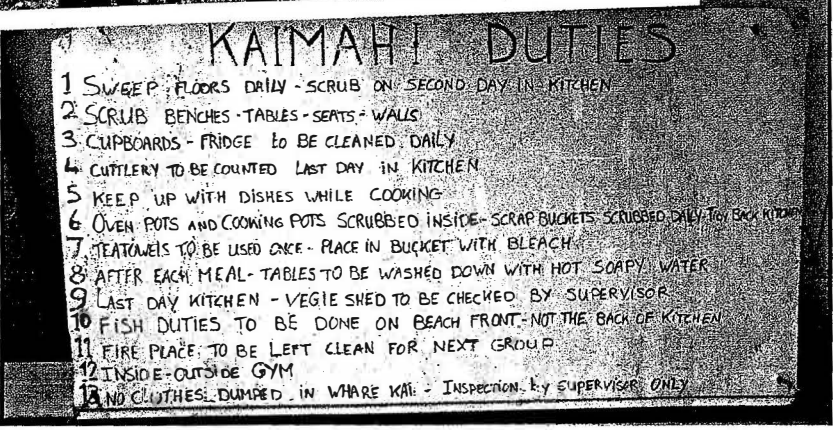 KAIMAHI DUTIES
1 SWEEP FLOORS DAILY - SCRUB ON SECOND DAY IN KITCHEN
2 SCRUB BENCHES - TABLES - SEATS - WALLS
3 CUPBOARDS - FRIDGE to BE CLEANED DAILY
4 CUTTLERY TO BE COUNTED LAST DAY IN KITCHEN
5 KEEP UP WITH DISHES WHILE COOKING
6 OVEN POTS AND COOKING POTS SCRUBBED INSIDE - SCRAP BUCKETS SCRUBBED DAILY - TIDY BACK KITCHEN
7 TEATOWELS TO BE USED ONCE - PLACE IN BUCKET WITH BLEACH
8 AFTER EACH MEAL - TABLES TO BE WASHED DOWN WITH HOT SOAPY WATER
9 LAST DAY KITCHEN - VEGIE SHED TO BE CHECKED BY SUPERVISOR
10 FISH DUTIES TO BE DONE ON BEACH FRONT - NOT THE BACK OF KITCHEN
11 FIRE PLACE TO BE LEFT CLEAN FOR NEXT GROUP
12 INSIDE - OUTSIDE GYM
13 NO CLOTHES DUMPED IN WHARE KAI - INSPECTION by SUPERVISOR ONLY